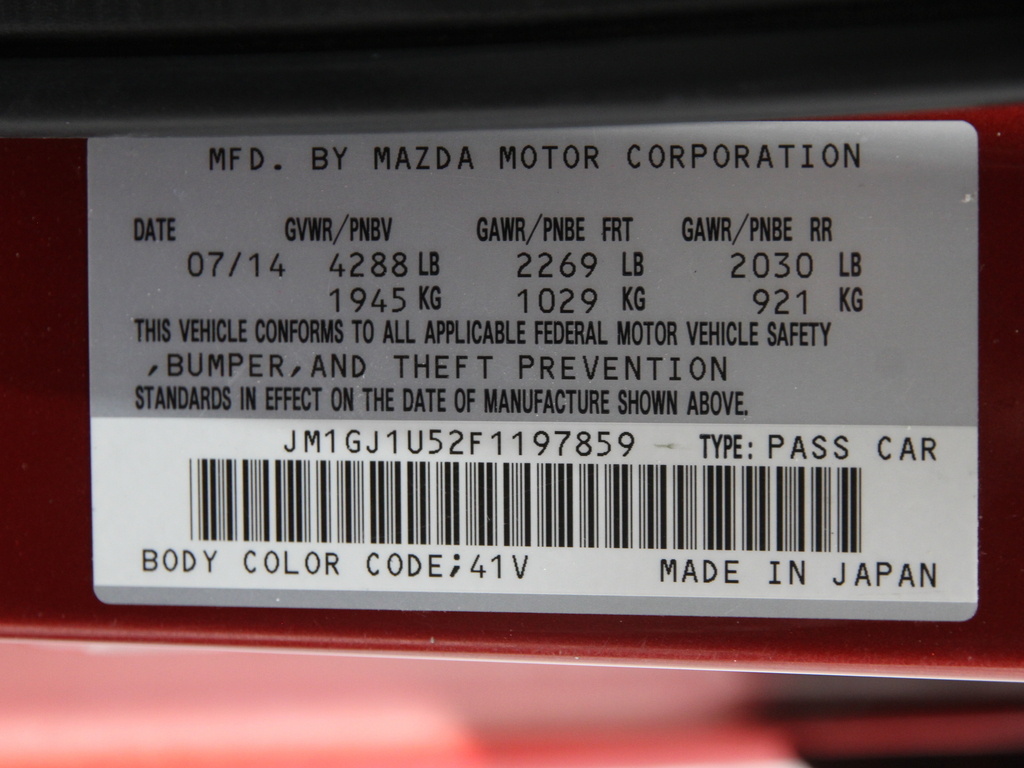 MFD. BY MAZDA MOTOR CORPORATION
DATE GVWR/PNBV GAWR/PNBE FRT GAWR/PNBE RR
07/14 4288 LB 2269 LB 2030 LB
1945 KG 1029 KG 921 KG
THIS VEHICLE CONFORMS TO ALL APPLICABLE FEDERAL MOTOR VEHICLE SAFETY
,BUMPER,AND THEFT PREVENTION
STANDARDS IN EFFECT ON THE DATE OF MANUFACTURE SHOWN ABOVE.
JM1GJ1U52F1197859 TYPE: PASS CAR
BODY COLOR CODE;41V MADE IN JAPAN